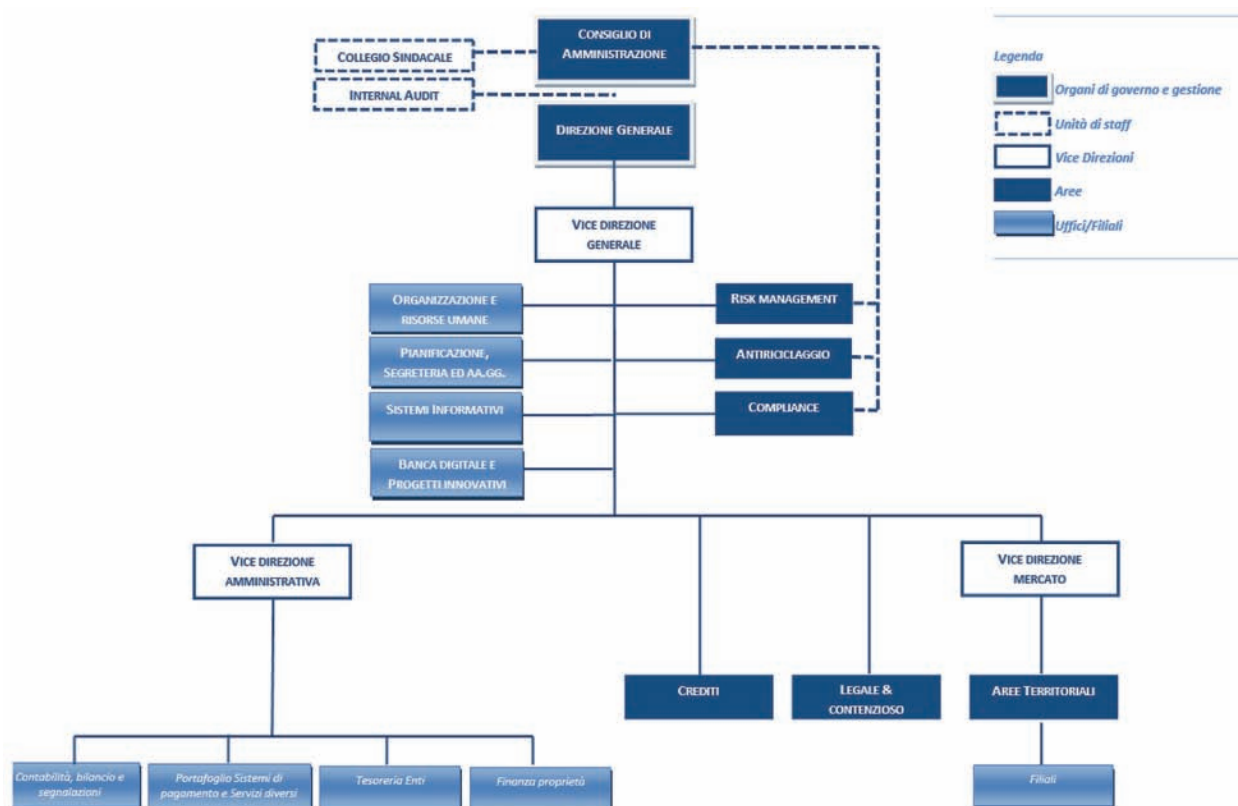 CONSIGLIO DI
AMMINISTRAZIONE
COLLEGIO SINDACALE
INTERNAL AUDIT
DIREZIONE GENERALE
VICE DIREZIONE
GENERALE
ORGANIZZAZIONE E
RISORSE UMANE
RISK MANAGEMENT
PIANIFICAZIONE,
SEGRETERIA ED AA.GG.
ANTIRICICLAGGIO
SISTEMI INFORMATIVI
COMPLIANCE
BANCA DIGITALE E
PROGETTI INNOVATIVI
VICE DIREZIONE
AMMINISTRATIVA
VICE DIREZIONE
MERCATO
CREDITI
LEGALE &
CONTENZIOSO
AREE TERRITORIALI
Contabilità, bilancio e
segnalazioni
Portafoglio Sistemi di
pagamento e Servizi diversi
Tesoreria Enti
Finanza proprietà
Filiali
Legenda
Organi di governo e gestione
Unità di staff
Vice Direzioni
Aree
Uffici/Filiali